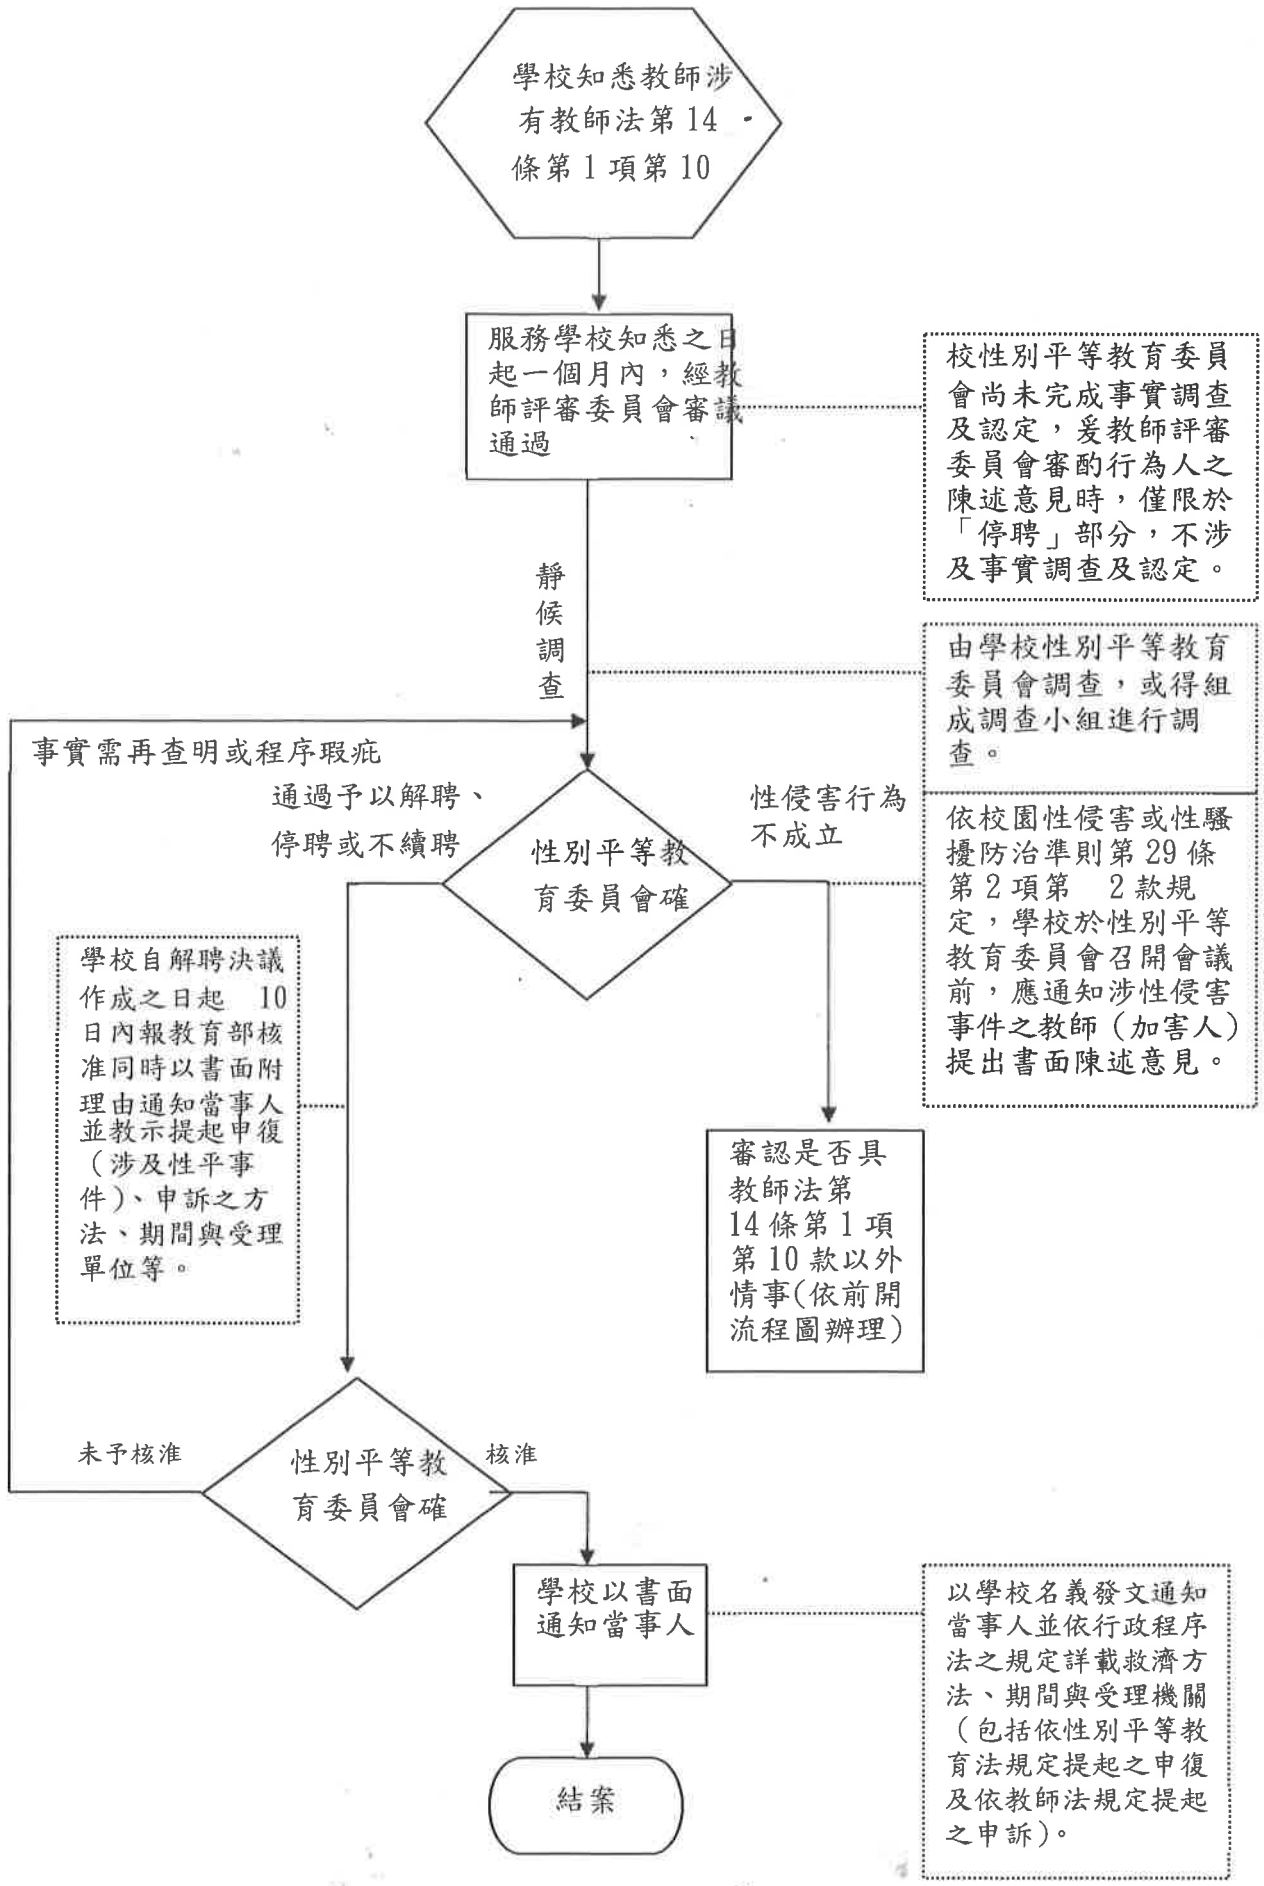 學校知悉教師涉
有教師法第 14
條第 1 項第 10
服務學校知悉之日
起一個月內，經教
師評審委員會審議
通過
校性別平等教育委員
會尚未完成事實調查
及認定，爰教師評審
委員會審酌行為人之
陳述意見時，僅限於
「停聘」部分，不涉
及事實調查及認定。
靜
候
調
查
由學校性別平等教育
委員會調查，或得組
成調查小組進行調
查。
事實需再查明或程序瑕疵
通過予以解聘、
停聘或不續聘
性侵害行為
不成立
性別平等教
育委員會確
依校園性侵害或性騷
擾防治準則第 29 條
第 2 項第 2 款規
定，學校於性別平等
教育委員會召開會議
前，應通知涉性侵害
事件之教師（加害人）
提出書面陳述意見。
學校自解聘決議
作成之日起 10
日內報教育部核
准同時以書面附
理由通知當事人
並教示提起申復
（涉及性平事
件）、申訴之方
法、期間與受理
單位等。
審認是否具
教師法第
14 條第 1 項
第 10 款以外
情事(依前開
流程圖辦理)
未予核淮
性別平等教
育委員會確
核淮
學校以書面
通知當事人
以學校名義發文通知
當事人並依行政程序
法之規定詳載救濟方
法、期間與受理機關
（包括依性別平等教
育法規定提起之申復
及依教師法規定提起
之申訴）。
結案